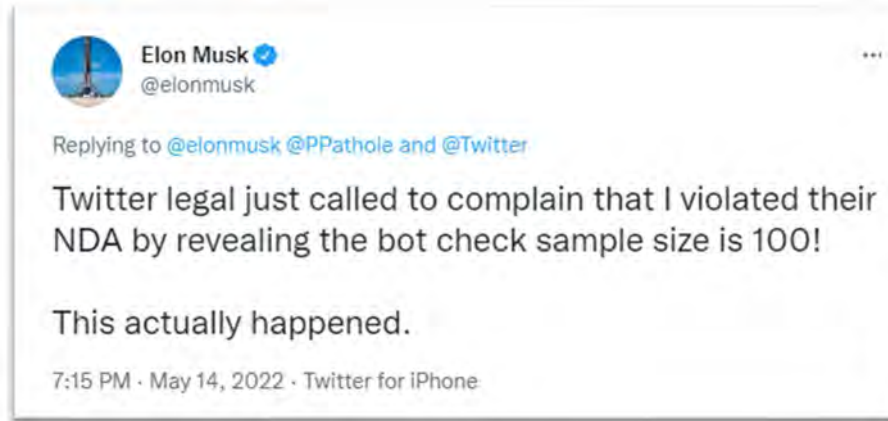 Elon Musk
@elonmusk
Replying to @elonmusk @PPathole and @Twitter
Twitter legal just called to complain that I violated their
NDA by revealing the bot check sample size is 100!
This actually happened.
7:15 PM · May 14, 2022 · Twitter for iPhone